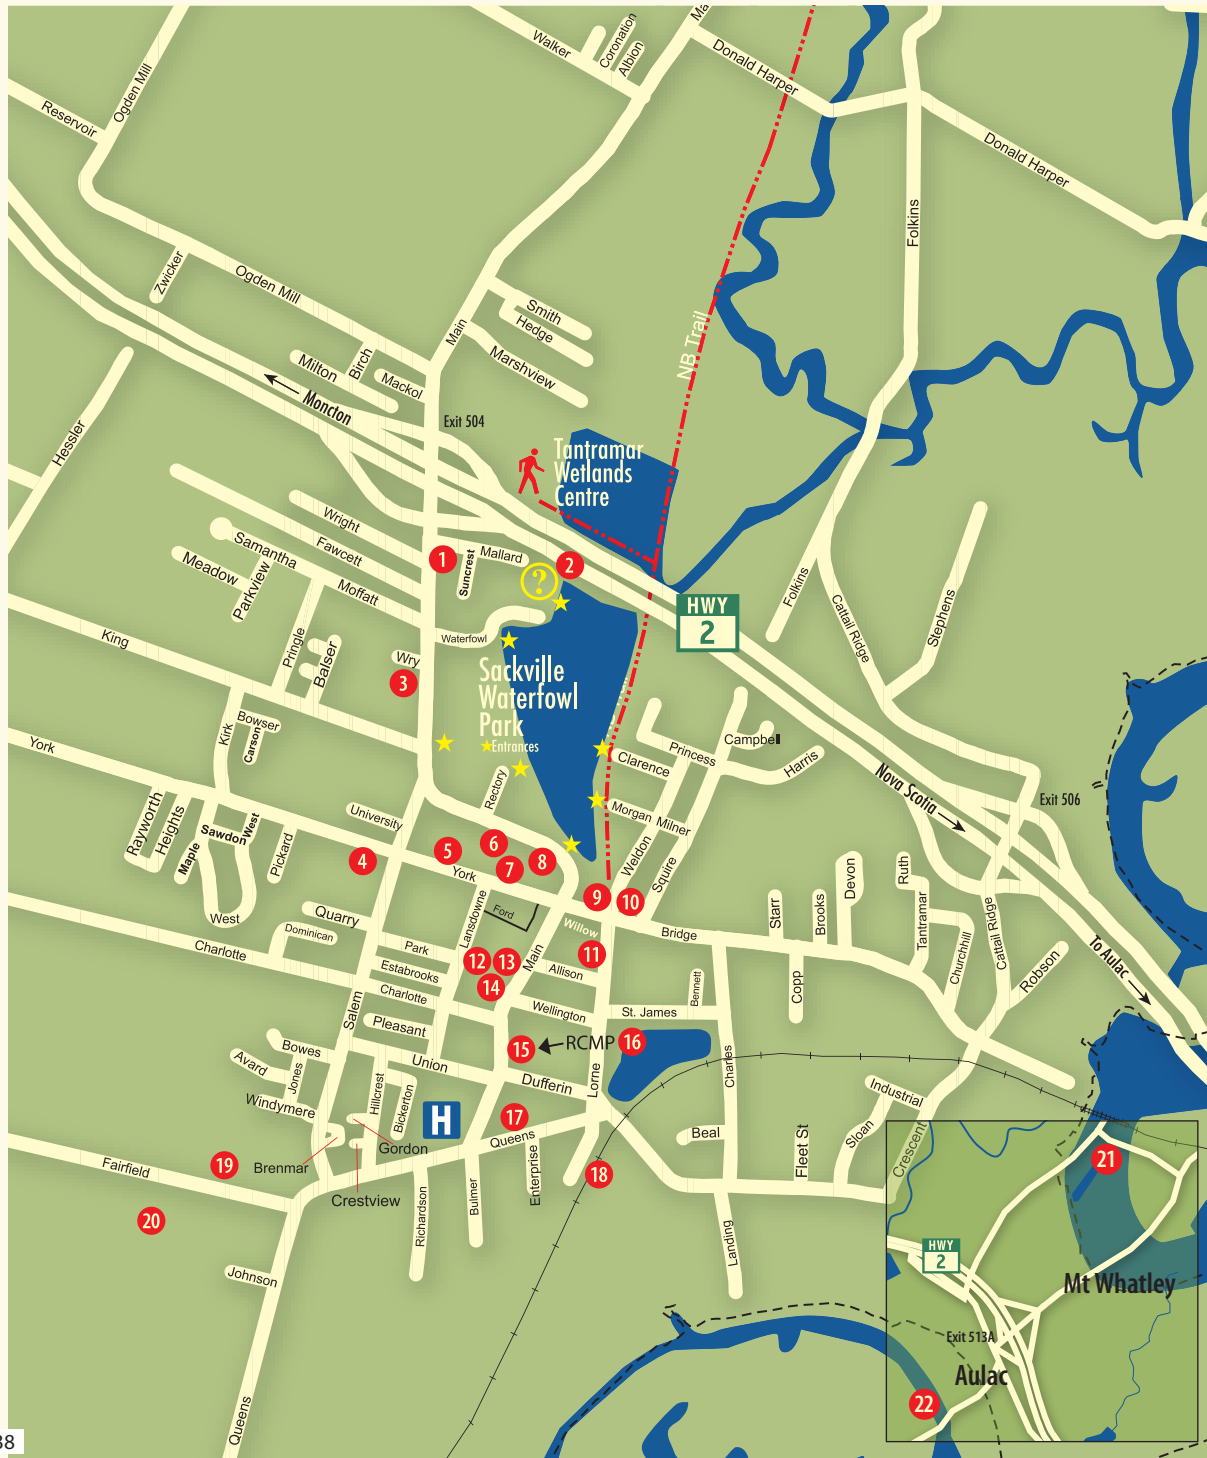 Ma
Walker
Coronation
Albion
Donald Harper
Ogden Mill
Reservoir
Donald Harper
Folkins
Zwicker
Ogden Mill
Smith
Hedge
Main
NB Trail
Marshview
Birch
Milton
Mackol
Moncton
Exit 504
Hessler
Tantramar
Wetlands
Centre
Wright
Fawcett
Samantha
Meadow
Parkview
Moffatt
1
Mallard
Suncrest
2
?
HWY
2
Folkins
Cattail Ridge
Stephens
King
Pringle
Balser
Waterfowl
Wry
3
Sackville
Waterfowl
Park
Entrances
Kirk
Bowser
Carson
York
Campbell
Princess
Clarence
Harris
Nova Scotia
Exit 506
Rectory
Morgan
Milner
Rayworth
Heights
Maple
Sawdon
West
Pickard
University
4
5
6
7
8
York
Weldon
Squire
9
10
Devon
Ruth
Starr
Brooks
Tantramar
West
Quarry
Dominican
Lansdowne
Ford
Willow
Bridge
Charlotte
Park
Estabrooks
Charlotte
12
13
14
Main
11
Allison
Churchhill
Cattail Ridge
Robson
To Aulac
Copp
Bennett
Salem
Pleasant
Wellington
St. James
Bowes
Avard
Jones
Union
15
RCMP
16
Charles
Windymere
Hillcrest
Bickerton
Dufferin
Lorne
Industrial
H
17
Queens
Gordon
Beal
Fleet St
Sloan
Crescent
Brenmar
Fairfield
19
Crestview
Enterprise
18
20
Richardson
Bulmer
Landing
Johnson
Queens
21
HWY
2
Mt Whatley
Exit 513A
Aulac
22
38